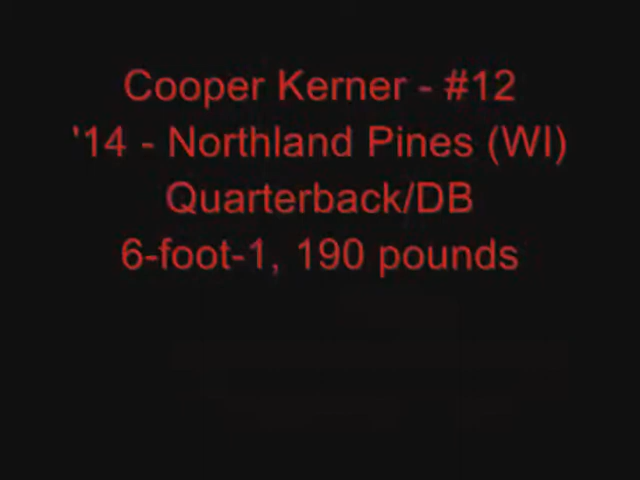 Cooper Kerner - #12
'14 - Northland Pines (WI)
Quarterback/DB
6-foot-1, 190 pounds